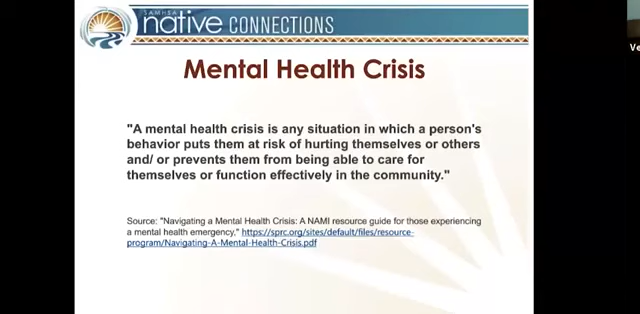 SAMHSA
native CONNECTIONS
Mental Health Crisis
"A mental health crisis is any situation in which a person's
behavior puts them at risk of hurting themselves or others
and/ or prevents them from being able to care for
themselves or function effectively in the community."
Source: "Navigating a Mental Health Crisis: A NAMI resource guide for those experiencing
a mental health emergency," https://sprc.org/sites/default/files/resource-
program/Navigating-A-Mental-Health-Crisis.pdf
Ve